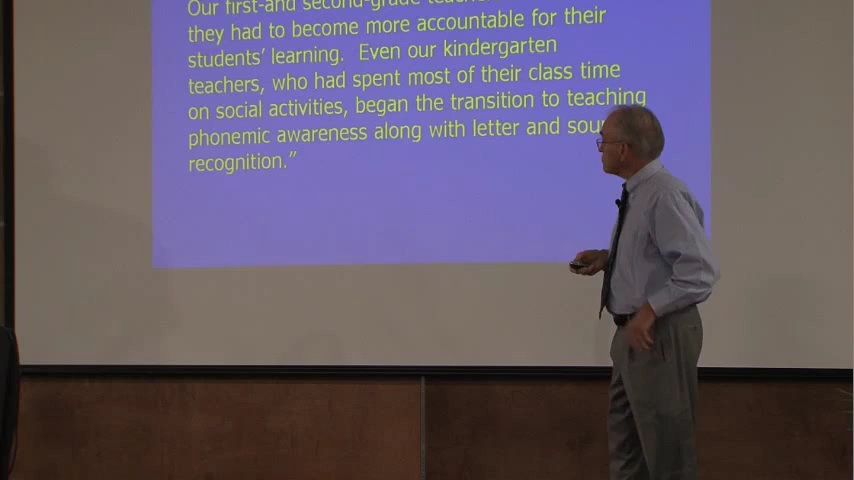 Our first-and second-grade
they had to become more accountable for their
students' learning. Even our kindergarten
teachers, who had spent most of their class time
on social activities, began the transition to teaching
phonemic awareness along with letter and
recognition."